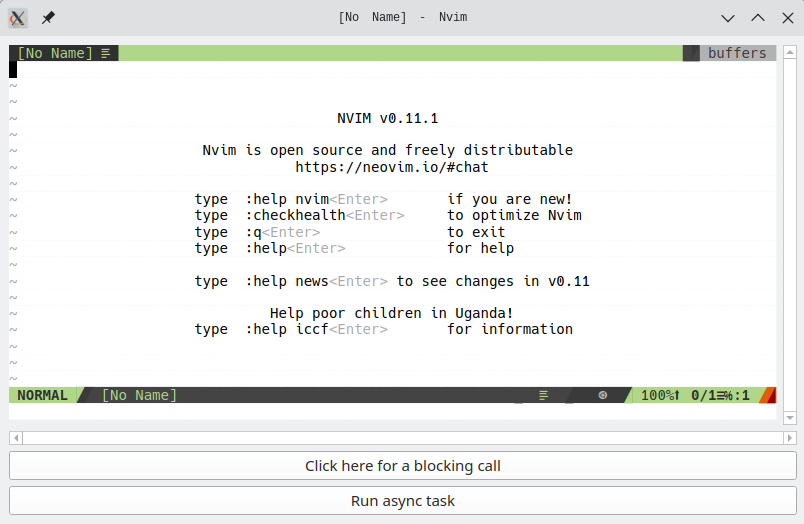 [No Name] - Nvim
[No Name] buffers
~
~
~
~ NVIM v0.11.1
~
~ Nvim is open source and freely distributable
~ https://neovim.io/#chat
~
~ type :help nvim<Enter> if you are new!
~ type :checkhealth<Enter> to optimize Nvim
~ type :q<Enter> to exit
~ type :help<Enter> for help
~
~ type :help news<Enter> to see changes in v0.11
~
~ Help poor children in Uganda!
~ type :help iccf<Enter> for information
~
~
~
NORMAL [No Name] 100% 0/1 :1
Click here for a blocking call
Run async task